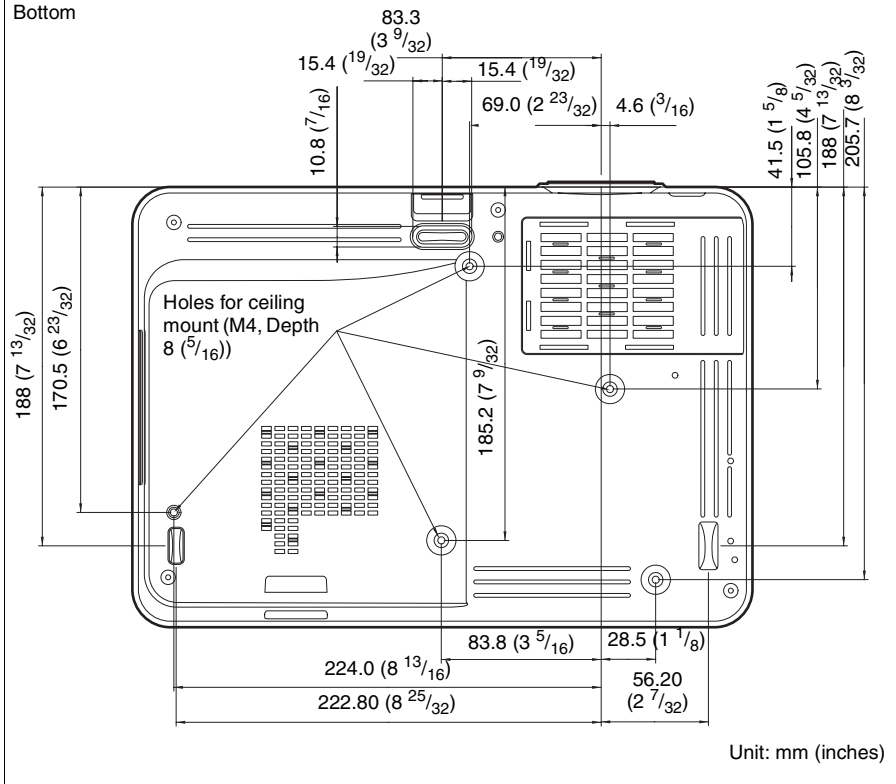 Bottom
83.3
(3 9/32)
15.4 (19/32)
15.4 (19/32)
69.0 (2 23/32)
4.6 (3/16)
10.8 (7/16)
41.5 (1 5/8)
105.8 (4 5/32)
188 (7 13/32)
205.7 (8 3/32)
Holes for ceiling
mount (M4, Depth
8 (5/16))
188 (7 13/32)
170.5 (6 23/32)
185.2 (7 9/32)
83.8 (3 5/16)
28.5 (1 1/8)
224.0 (8 13/16)
56.20
(2 7/32)
222.80 (8 25/32)
Unit: mm (inches)